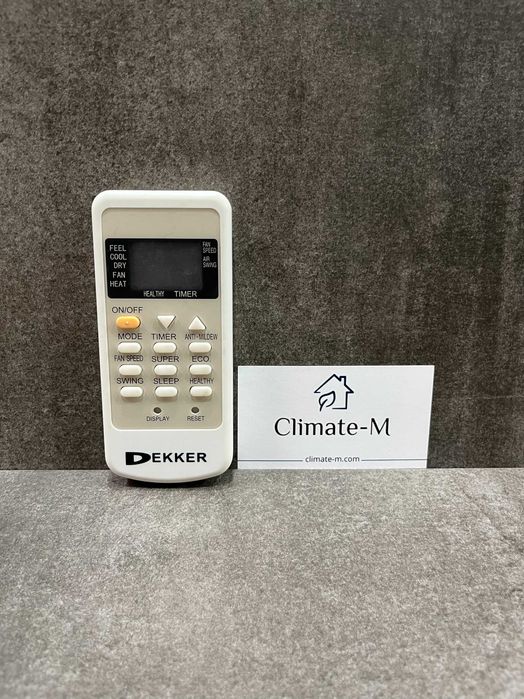 FEEL
COOL
DRY
FAN
HEAT
FAN
SPEED
AIR
SWING
HEALTHY TIMER
ON/OFF
MODE TIMER ANTI-MILDEW
FAN SPEED SUPER ECO
SWING SLEEP HEALTHY
DISPLAY RESET
DEKKER
Climate-M
climate-m.com